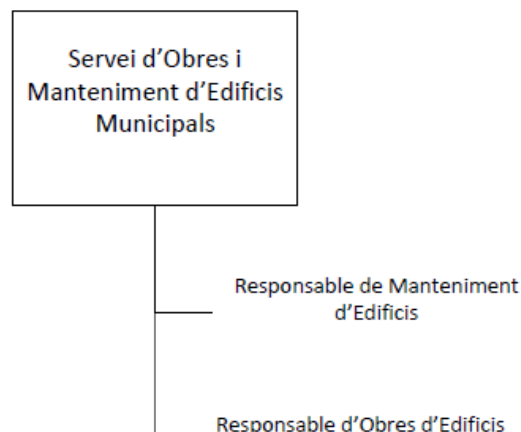 Servei d’Obres i
Manteniment d’Edificis
Municipals
Responsable de Manteniment
d’Edificis
Responsable d’Obres d’Edificis